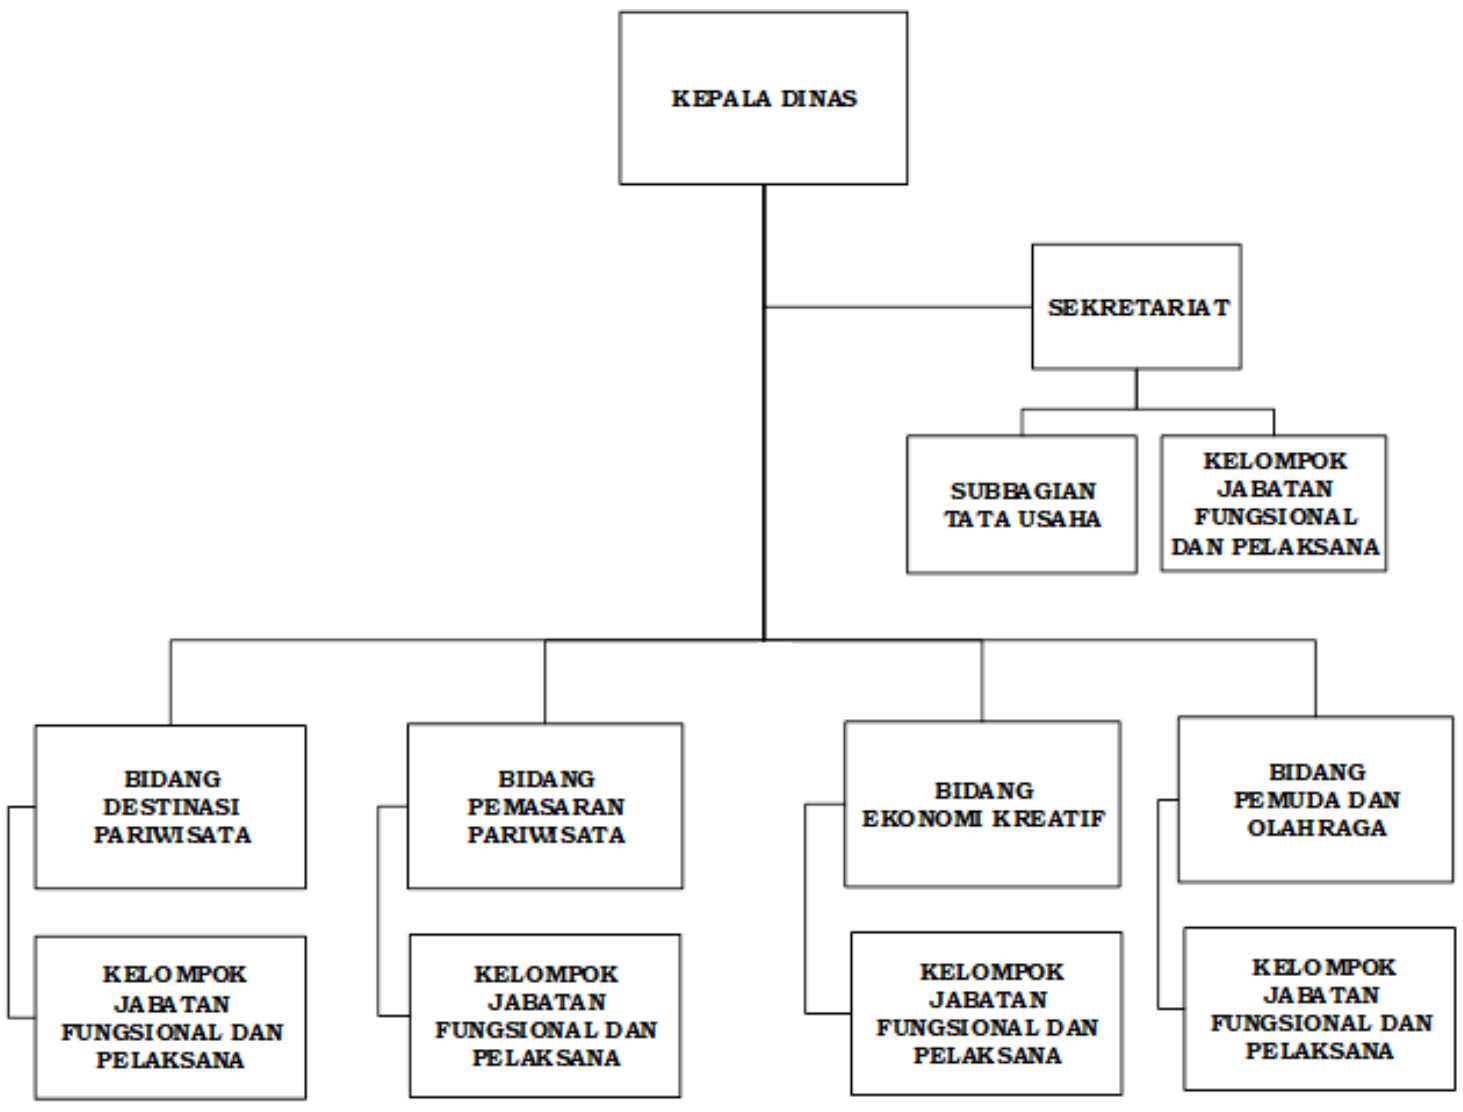 KEPALA DINAS
SEKRETARIAT
SUBBAGIAN
TATA USAHA
KELOMPOK
JABATAN
FUNGSIONAL
DAN PELAKSANA
BIDANG
DESTINASI
PARIWISATA
BIDANG
PEMASARAN
PARIWISATA
BIDANG
EKONOMI KREATIF
BIDANG
PEMUDA DAN
OLAHRAGA
KELOMPOK
JABATAN
FUNGSIONAL DAN
PELAKSANA
KELOMPOK
JABATAN
FUNGSIONAL DAN
PELAKSANA
KELOMPOK
JABATAN
FUNGSIONAL DAN
PELAKSANA
KELOMPOK
JABATAN
FUNGSIONAL DAN
PELAKSANA